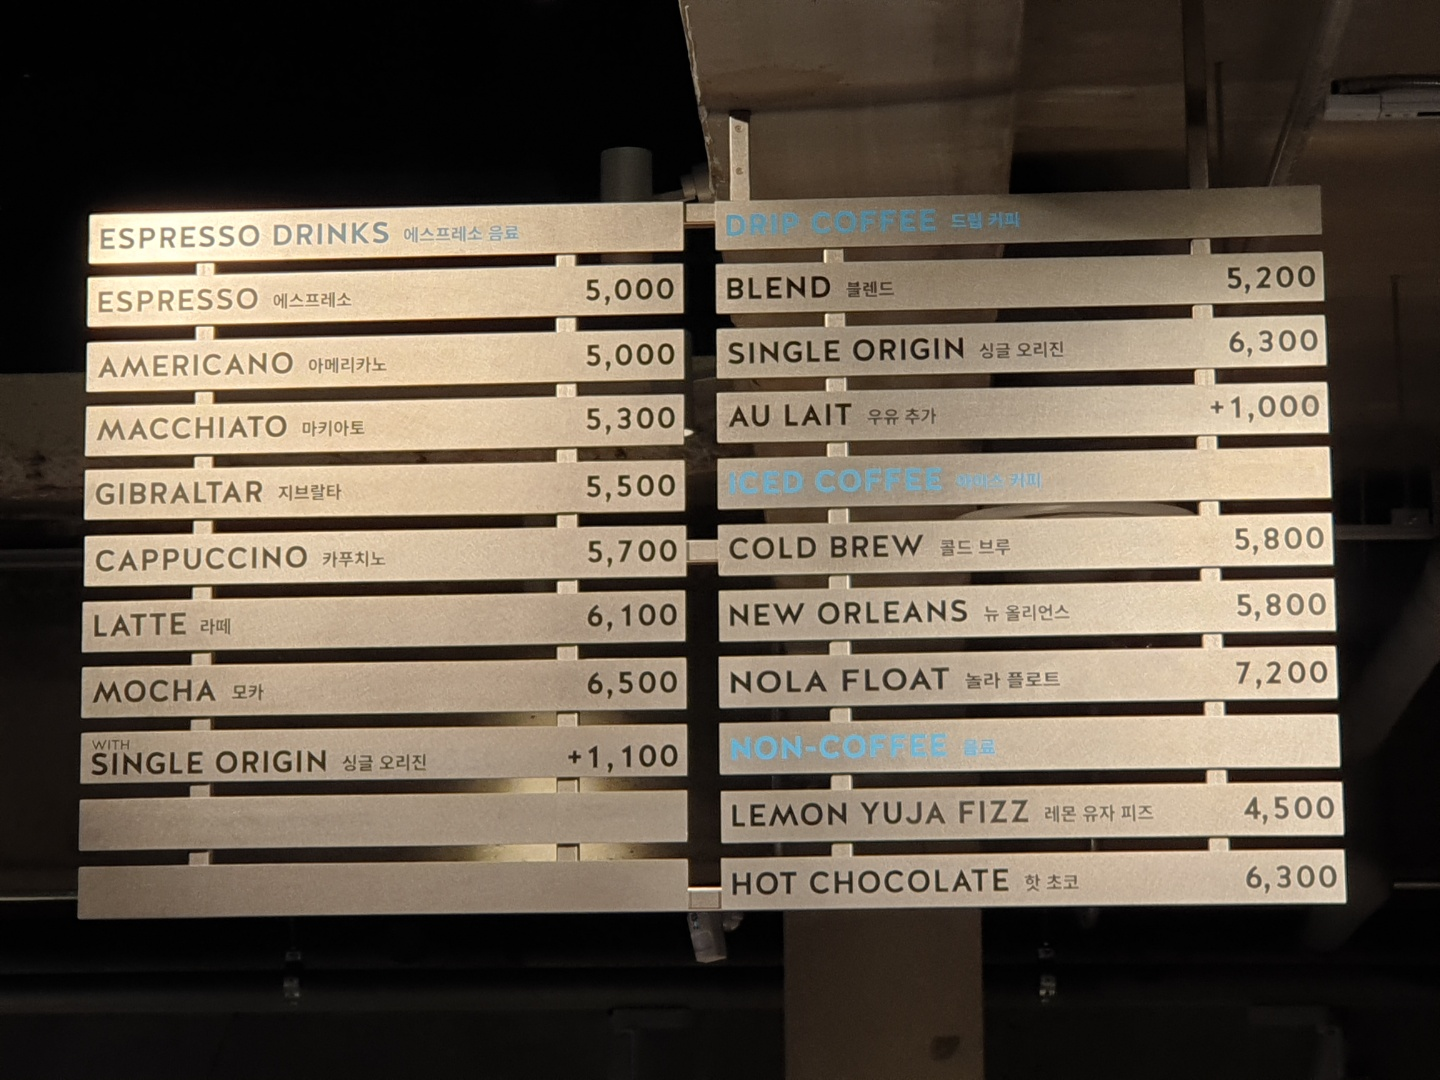 ESPRESSO DRINKS 에스프레소 음료
ESPRESSO 에스프레소 5,000
AMERICANO 아메리카노 5,000
MACCHIATO 마키아토 5,300
GIBRALTAR 지브랄타 5,500
CAPPUCCINO 카푸치노 5,700
LATTE 라떼 6,100
MOCHA 모카 6,500
WITH
SINGLE ORIGIN 싱글 오리진 +1,100
DRIP COFFEE 드립 커피
BLEND 블렌드 5,200
SINGLE ORIGIN 싱글 오리진 6,300
AU LAIT 우유 추가 +1,000
ICED COFFEE 아이스 커피
COLD BREW 콜드 브루 5,800
NEW ORLEANS 뉴 올리언스 5,800
NOLA FLOAT 놀라 플로트 7,200
NON-COFFEE 음료
LEMON YUJA FIZZ 레몬 유자 피즈 4,500
HOT CHOCOLATE 핫 초코 6,300